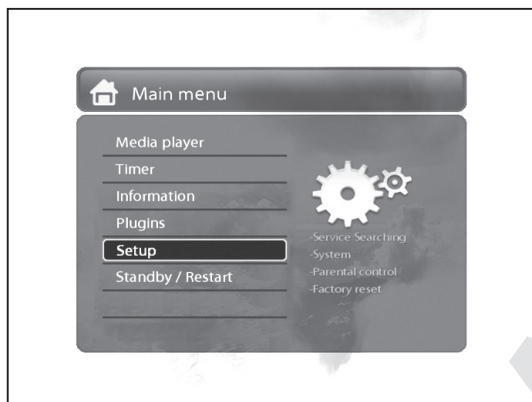 Main menu
Media player
Timer
Information
Plugins
Setup
Standby / Restart
-Service Searching
-System
-Parental control
-Factory reset